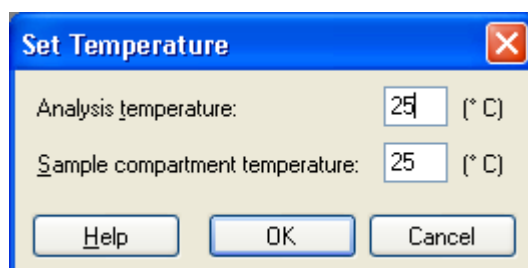 Set Temperature
Analysis temperature: 25 (° C)
Sample compartment temperature: 25 (° C)
Help OK Cancel